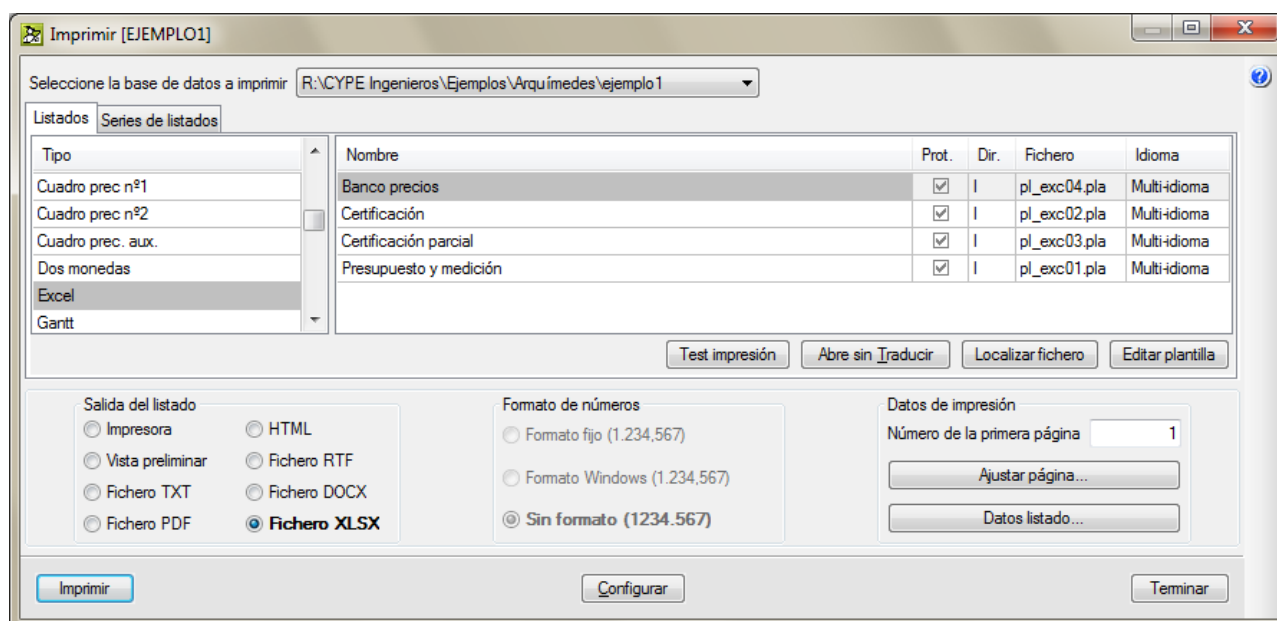 Imprimir [EJEMPLO1]
Seleccione la base de datos a imprimir R:\CYPE Ingenieros\Ejemplos\Arquímedes\ejemplo1
Listados Series de listados
Tipo Nombre Prot. Dir. Fichero Idioma
Cuadro prec nº1 Banco precios I pl_exc04.pla Multi-idioma
Cuadro prec nº2 Certificación I pl_exc02.pla Multi-idioma
Cuadro prec. aux. Certificación parcial I pl_exc03.pla Multi-idioma
Dos monedas Presupuesto y medición I pl_exc01.pla Multi-idioma
Excel
Gantt
Test impresión Abre sin Traducir Localizar fichero Editar plantilla
Salida del listado Formato de números Datos de impresión
Impresora HTML Formato fijo (1.234,567) Número de la primera página 1
Vista preliminar Fichero RTF Formato Windows (1.234,567) Ajustar página...
Fichero TXT Fichero DOCX
Fichero PDF Fichero XLSX Sin formato (1234.567) Datos listado...
Imprimir Configurar Terminar